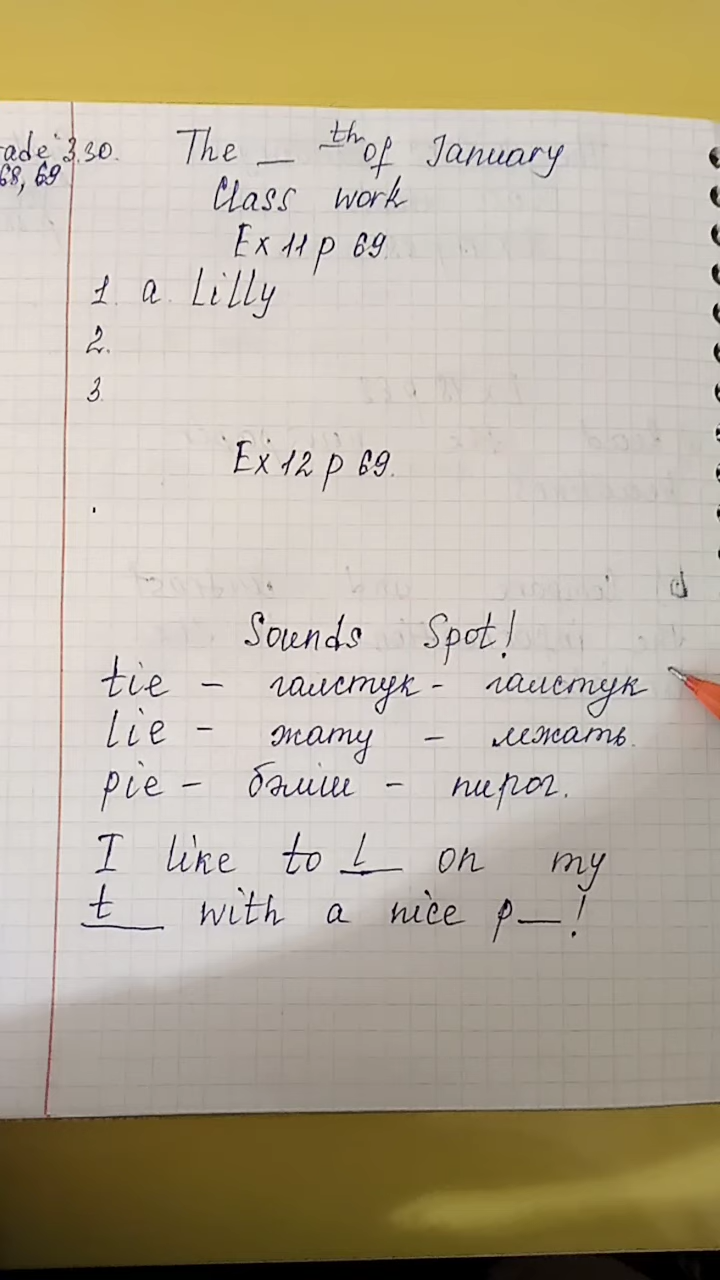 ade 3.30. The __ th of January
68, 69
Class work
Ex 11 p 69.
1. a. Lilly
2.
3.
Ex 12 p 69.
Sounds Spot!
tie - галстук - галстук
lie - жату - лежать.
pie - бәліш - пирог.
I like to l__ on my
t__ with a nice p__!